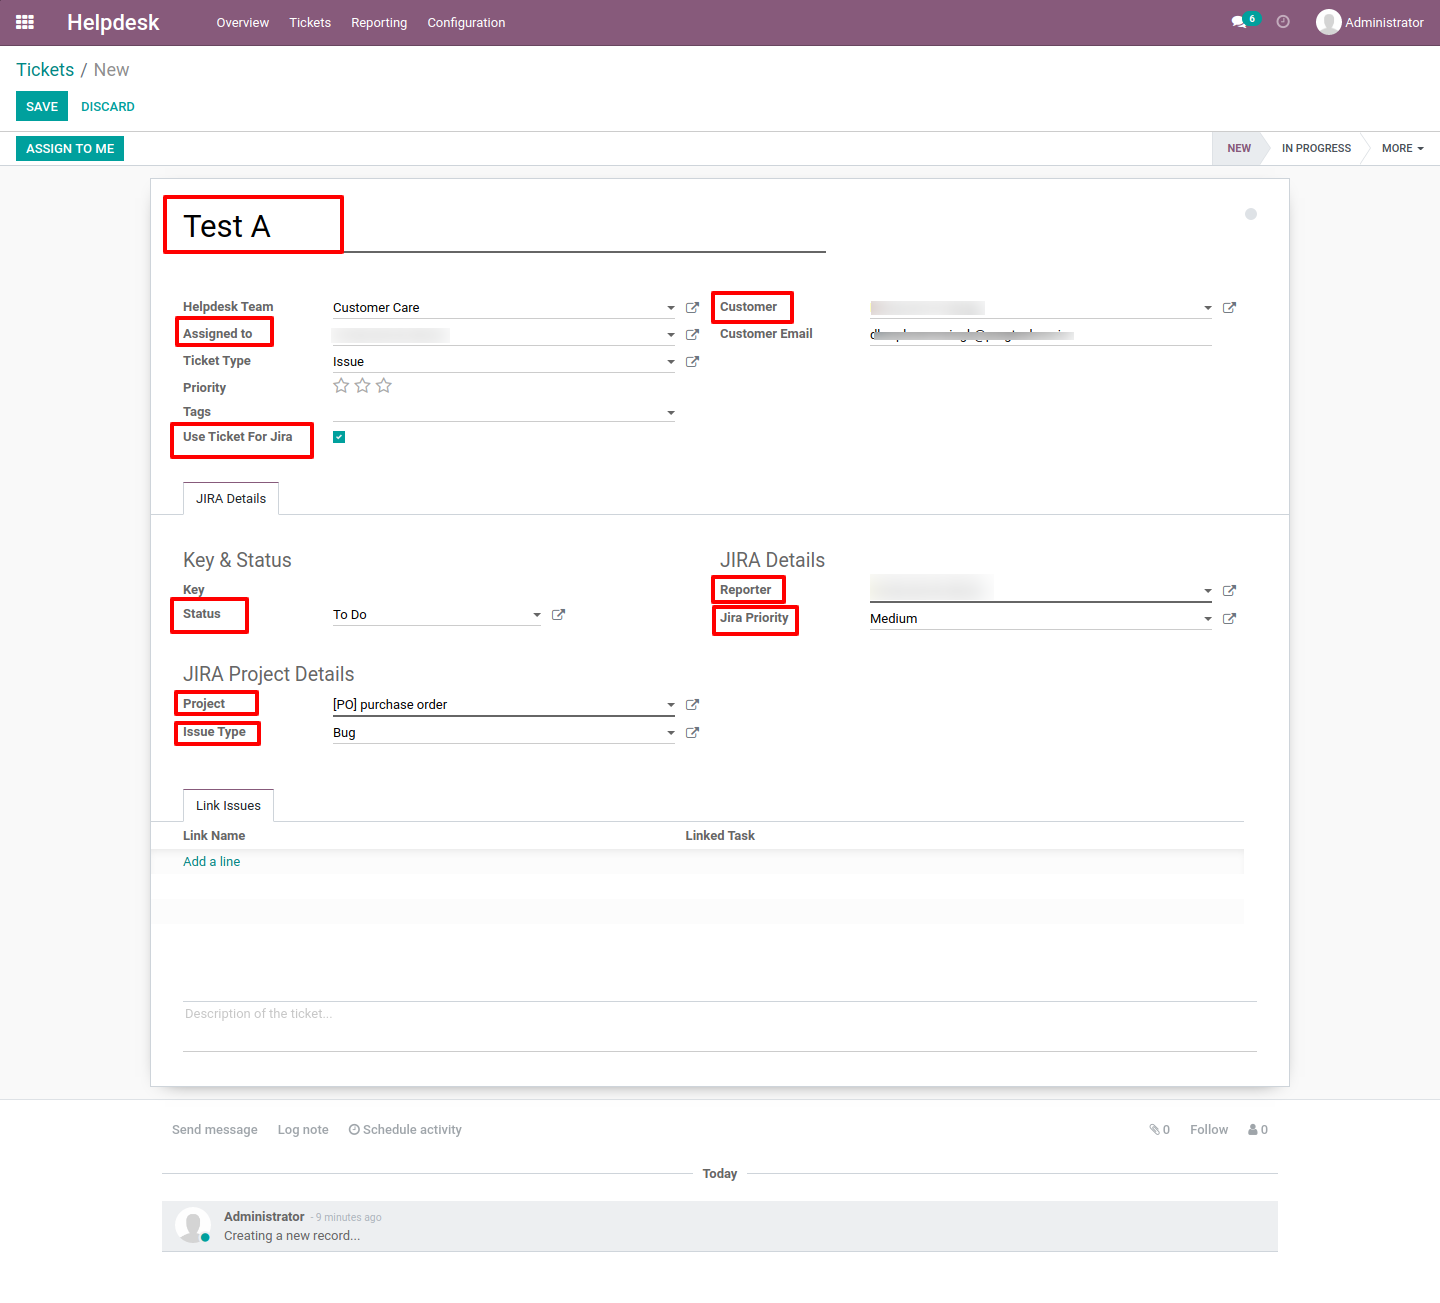 Helpdesk Overview Tickets Reporting Configuration 6 Administrator
Tickets / New
SAVE DISCARD
ASSIGN TO ME NEW IN PROGRESS MORE
Test A
Helpdesk Team Customer Care Customer
Assigned to Customer Email
Ticket Type Issue
Priority
Tags
Use Ticket For Jira
JIRA Details
Key & Status JIRA Details
Key Reporter
Status To Do Jira Priority Medium
JIRA Project Details
Project [PO] purchase order
Issue Type Bug
Link Issues
Link Name Linked Task
Add a line
Description of the ticket...
Send message Log note Schedule activity 0 Follow 0
Today
Administrator - 9 minutes ago
Creating a new record...